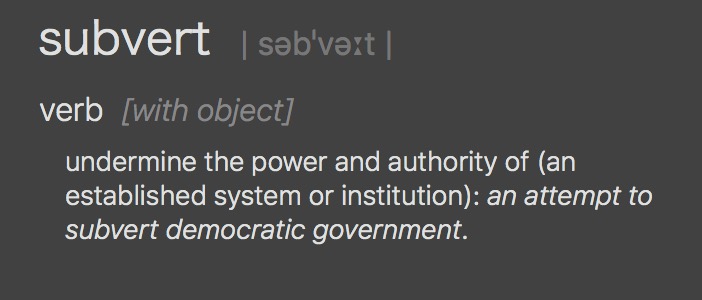 subvert | səbˈvəːt |
verb [with object]
undermine the power and authority of (an
established system or institution): an attempt to
subvert democratic government.